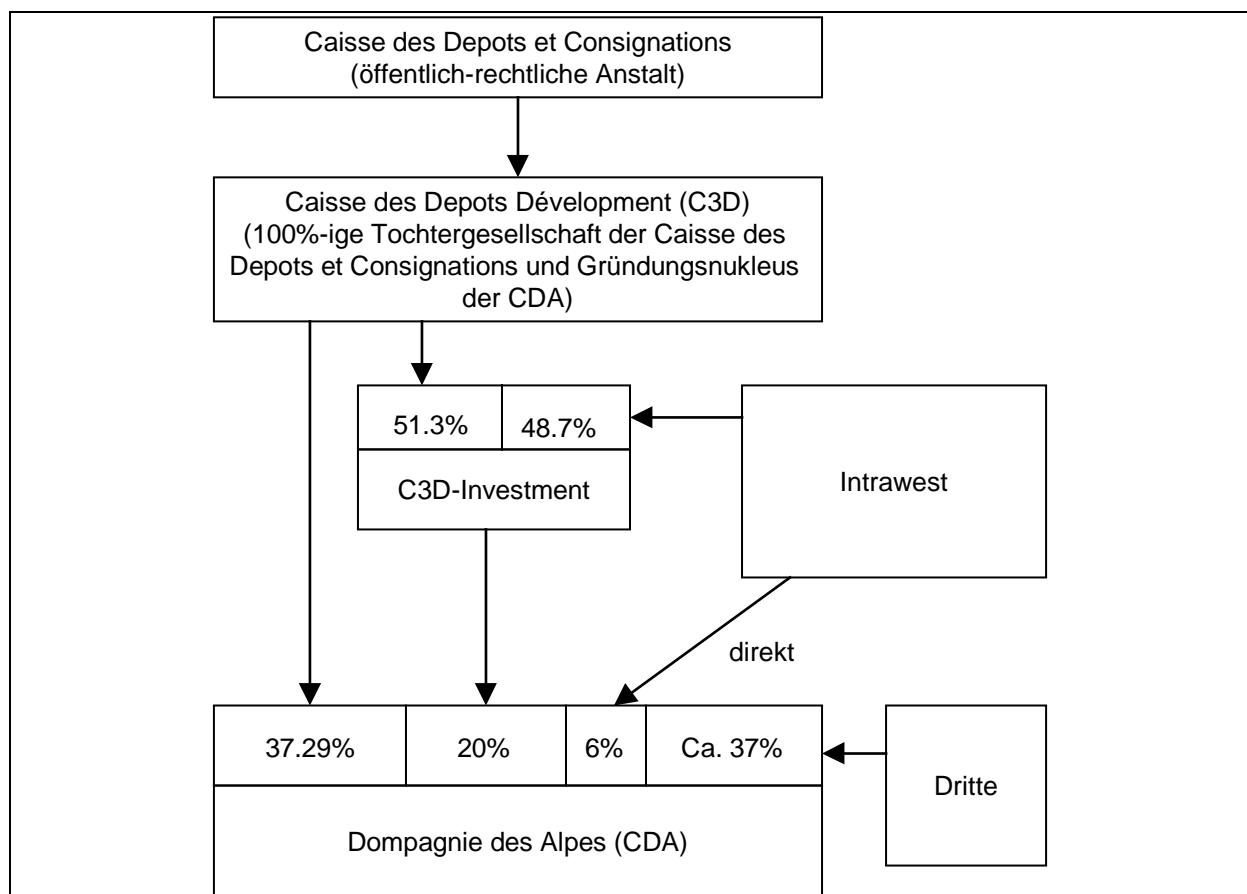 Caisse des Depots et Consignations
(öffentlich-rechtliche Anstalt)
Caisse des Depots Dévelopment (C3D)
(100%-ige Tochtergesellschaft der Caisse des
Depots et Consignations und Gründungsnukleus
der CDA)
51.3%
48.7%
C3D-Investment
Intrawest
direkt
37.29%
20%
6%
Ca. 37%
Dritte
Dompagnie des Alpes (CDA)